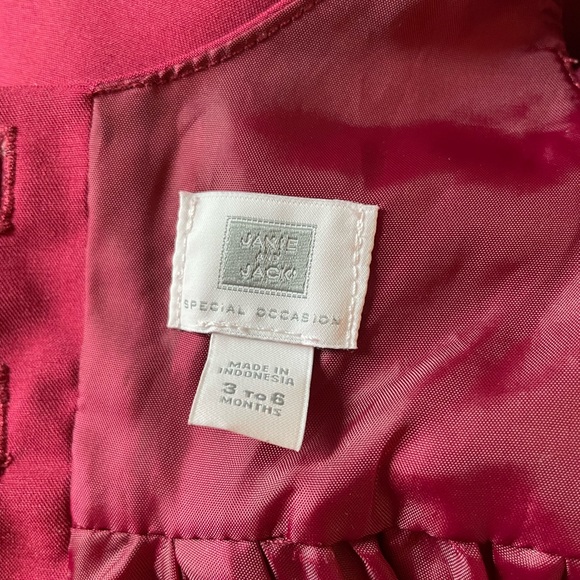 JANIE
AND
JACK
SPECIAL OCCASION
MADE IN
INDONESIA
3 TO 6
MONTHS